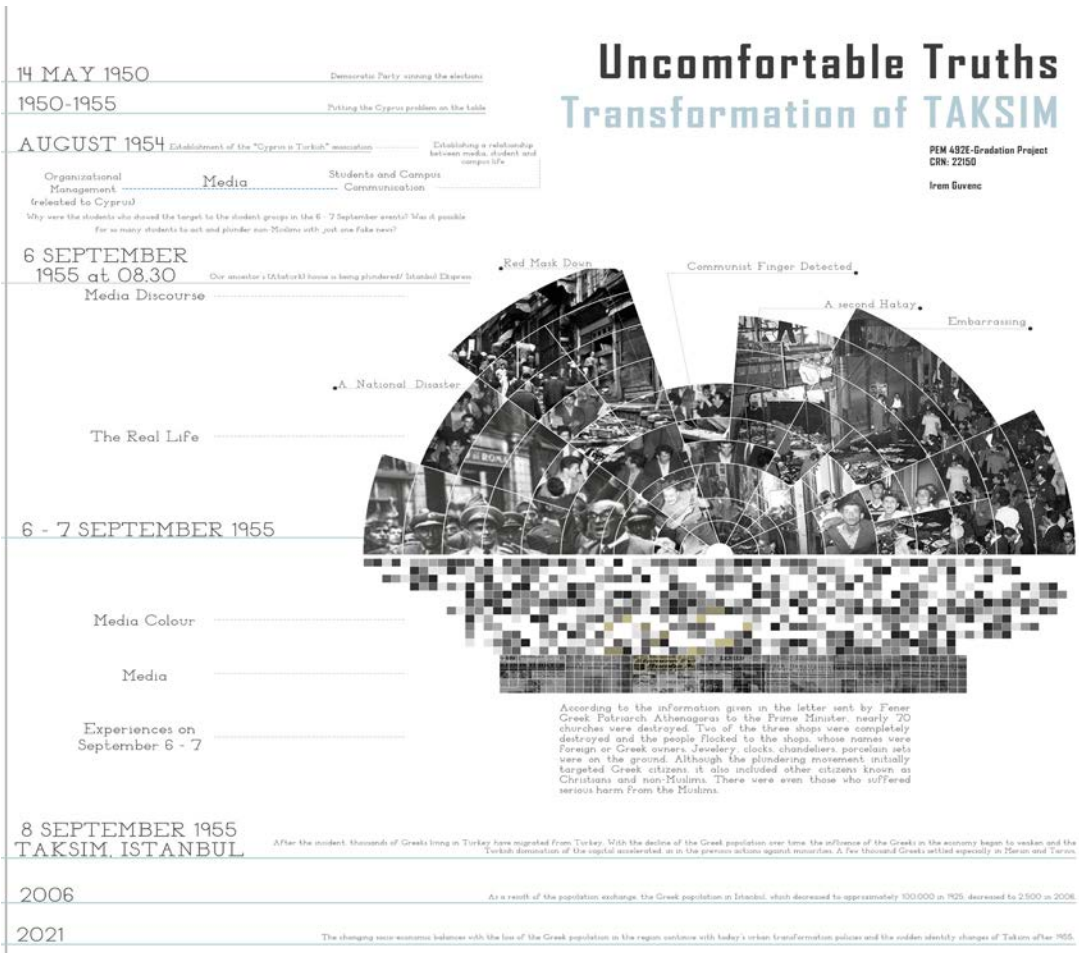 Uncomfortable Truths
Transformation of TAKSIM
PEM 492E-Gradation Project
CRN: 22150
Irem Guvenc
14 MAY 1950
Democratic Party winning the elections
1950-1955
Putting the Cyprus problem on the table
AUGUST 1954
Establishment of the "Cyprus is Turkish" association
Establishing a relationship
between media, student and
campus life
Organizational
Management
(releated to Cyprus)
Media
Students and Campus
Communication
Why were the students who showed the target to the student groups in the 6 - 7 September events? Was it possible
for so many students to act and plunder non-Muslims with just one fake news?
6 SEPTEMBER
1955 at 08.30
Our ancestor's (Ataturk) house is being plundered/ Istanbul Ekspres
Media Discourse
Red Mask Down
Communist Finger Detected
A second Hatay
Embarrassing
A National Disaster
The Real Life
ROMA
6 - 7 SEPTEMBER 1955
Media Colour
Media
Experiences on
September 6 - 7
According to the information given in the letter sent by Fener
Greek Patriarch Athenagoras to the Prime Minister, nearly 70
churches were destroyed. Two of the three shops were completely
destroyed and the people flocked to the shops, whose names were
foreign or Greek owners. Jewelery, clocks, chandeliers, porcelain sets
were on the ground. Although the plundering movement initially
targeted Greek citizens, it also included other citizens known as
Christians and non-Muslims. There were even those who suffered
serious harm from the Muslims.
8 SEPTEMBER 1955
TAKSIM, ISTANBUL
After the incident, thousands of Greeks living in Turkey have migrated from Turkey. With the decline of the Greek population over time, the influence of the Greeks in the economy began to weaken and the
Turkish domination of the capital accelerated, as in the previous actions against minorities. A few thousand Greeks settled especially in Mersin and Tarsus.
2006
As a result of the population exchange, the Greek population in Istanbul, which decreased to approximately 100,000 in 1925, decreased to 2,500 in 2006.
2021
The changing socio-economic balances with the loss of the Greek population in the region continue with today's urban transformation policies and the sudden identity changes of Taksim after 1955.